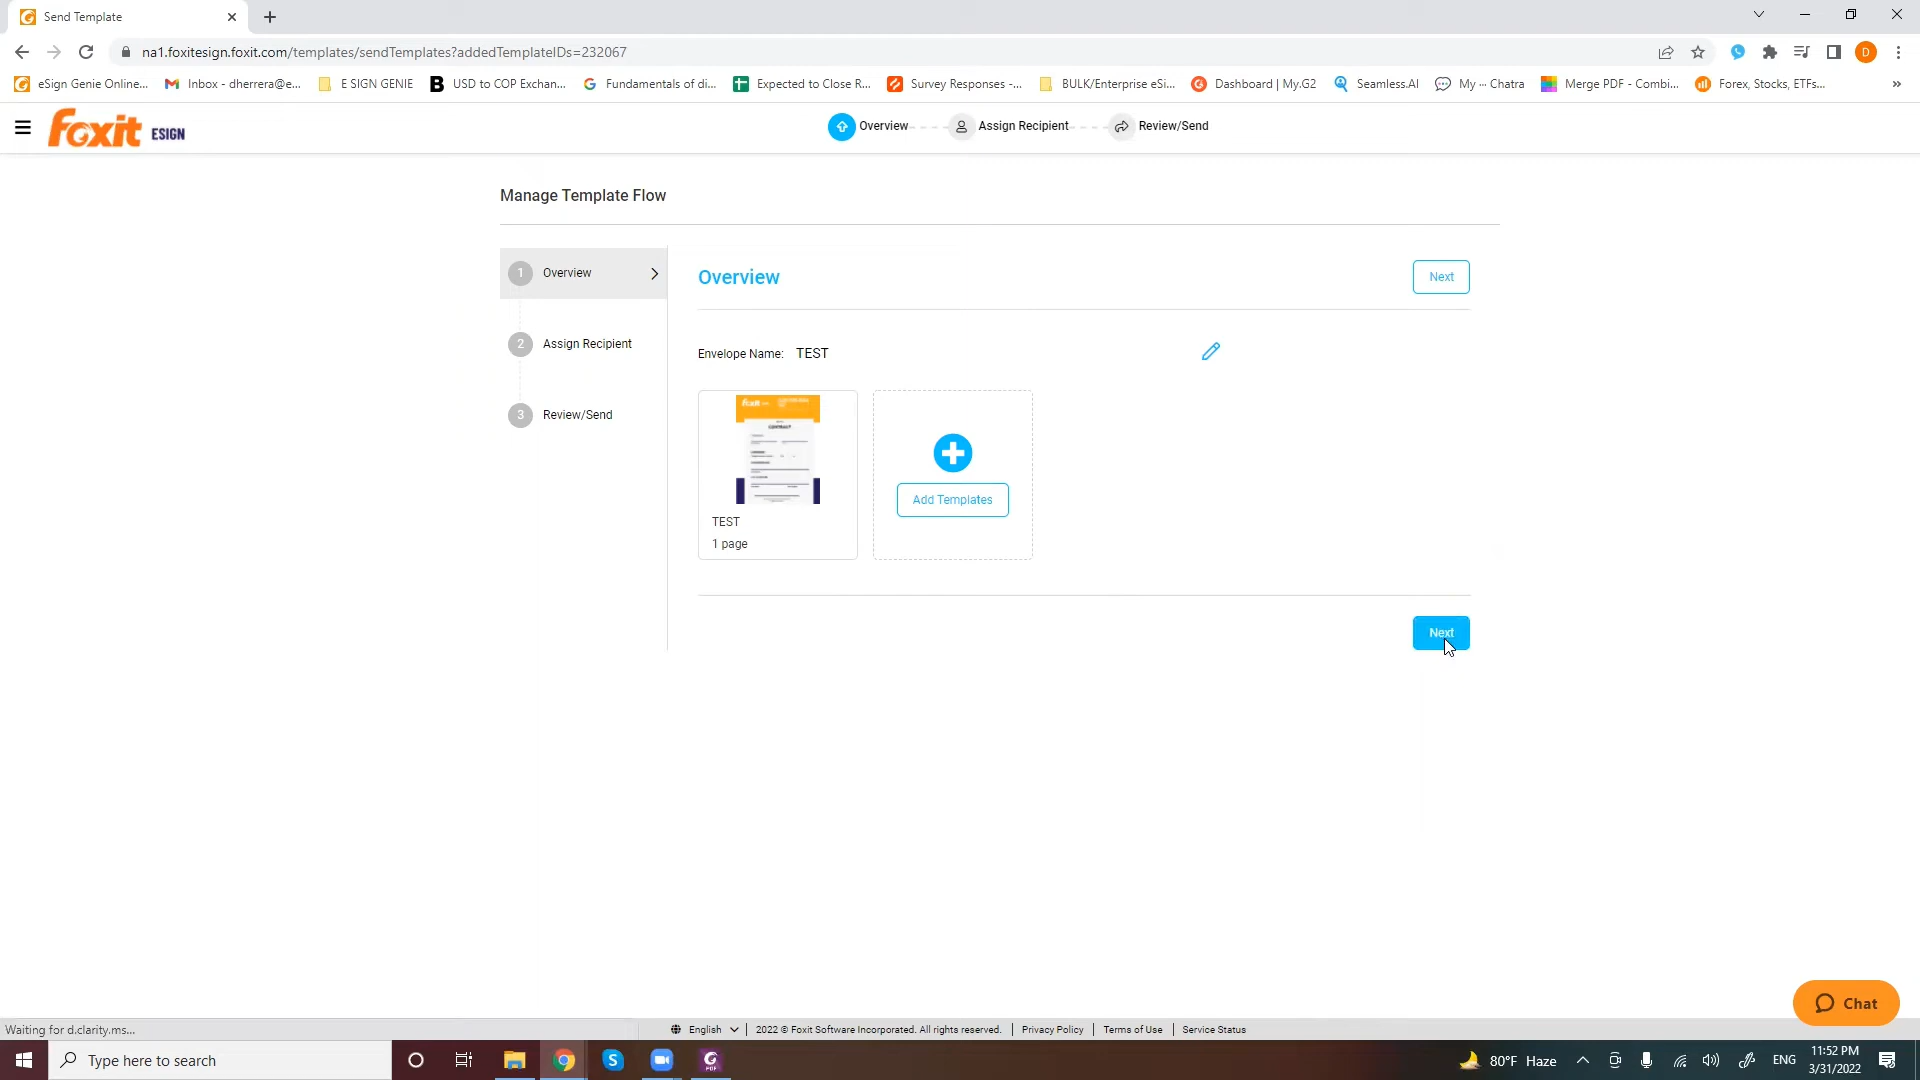 Send Template
na1.foxitesign.foxit.com/templates/sendTemplates?addedTemplateIDs=232067
D
eSign Genie Online... Inbox - dherrera@e... E SIGN GENIE USD to COP Exchan... Fundamentals of di... Expected to Close R... Survey Responses -... BULK/Enterprise eSi... Dashboard | My.G2 Seamless.AI My ··· Chatra Merge PDF - Combi... Forex, Stocks, ETFs... »
foxit ESIGN
Overview Assign Recipient Review/Send
Manage Template Flow
1 Overview
Overview
Next
2 Assign Recipient
Envelope Name: TEST
3 Review/Send
foxit
CONTRACT
Add Templates
TEST
1 page
Next
Chat
Waiting for d.clarity.ms...
English 2022 © Foxit Software Incorporated. All rights reserved. Privacy Policy Terms of Use Service Status
Type here to search
80°F Haze
ENG
11:52 PM
3/31/2022